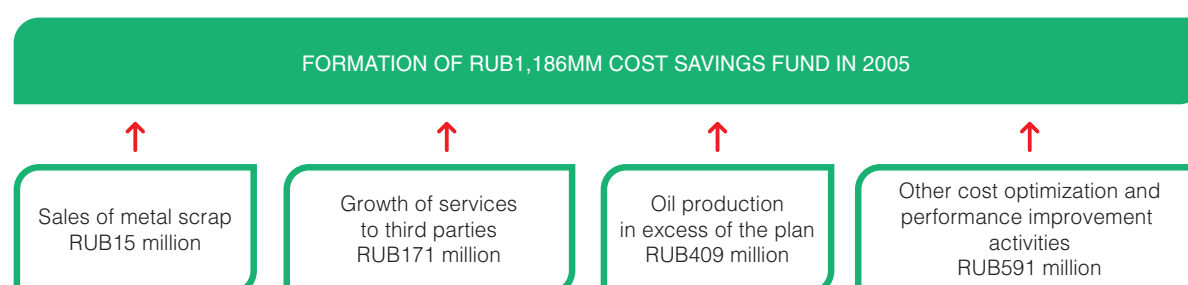 FORMATION OF RUB1,186MM COST SAVINGS FUND IN 2005
Sales of metal scrap
RUB15 million
Growth of services
to third parties
RUB171 million
Oil production
in excess of the plan
RUB409 million
Other cost optimization and
performance improvement
activities
RUB591 million